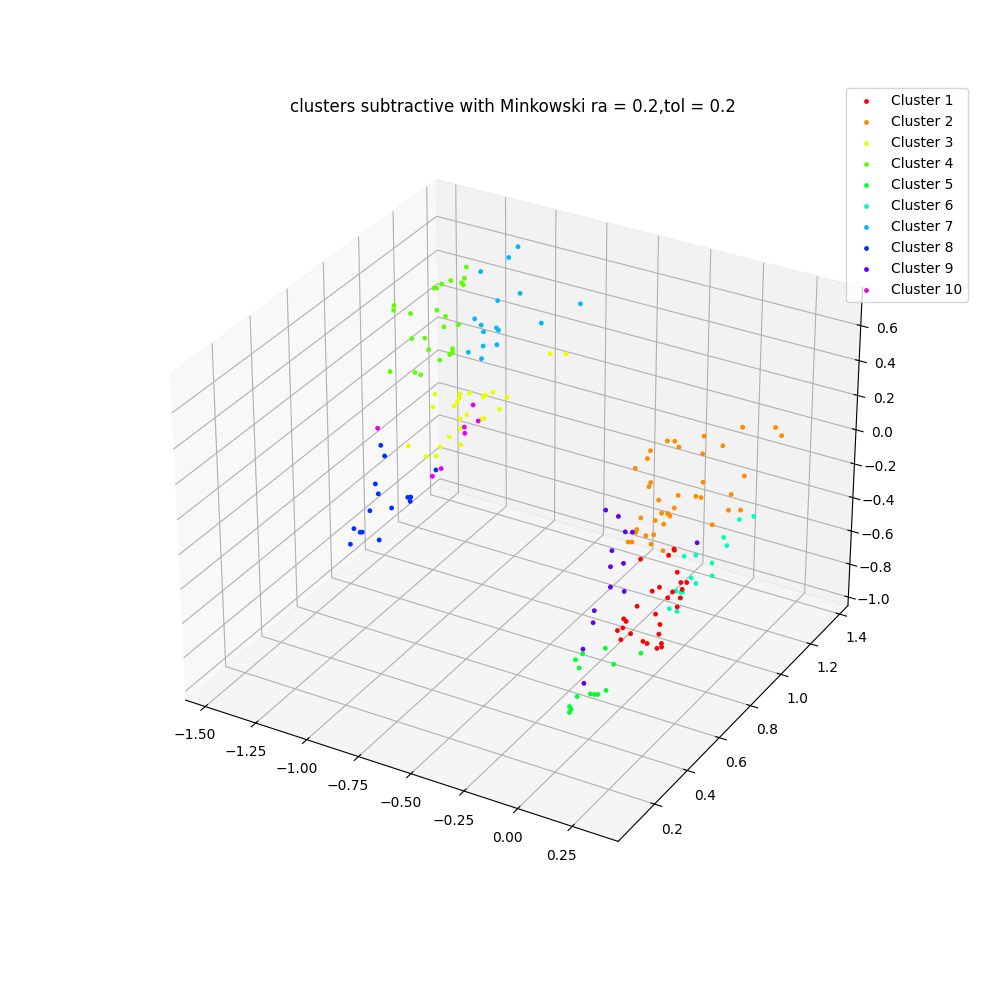 clusters subtractive with Minkowski ra = 0.2,tol = 0.2
Cluster 1
Cluster 2
Cluster 3
Cluster 4
Cluster 5
Cluster 6
Cluster 7
Cluster 8
Cluster 9
Cluster 10
0.6
0.4
0.2
0.0
−0.2
−0.4
−0.6
−0.8
−1.0
1.4
1.2
1.0
0.8
0.6
0.4
0.2
−1.50
−1.25
−1.00
−0.75
−0.50
−0.25
0.00
0.25